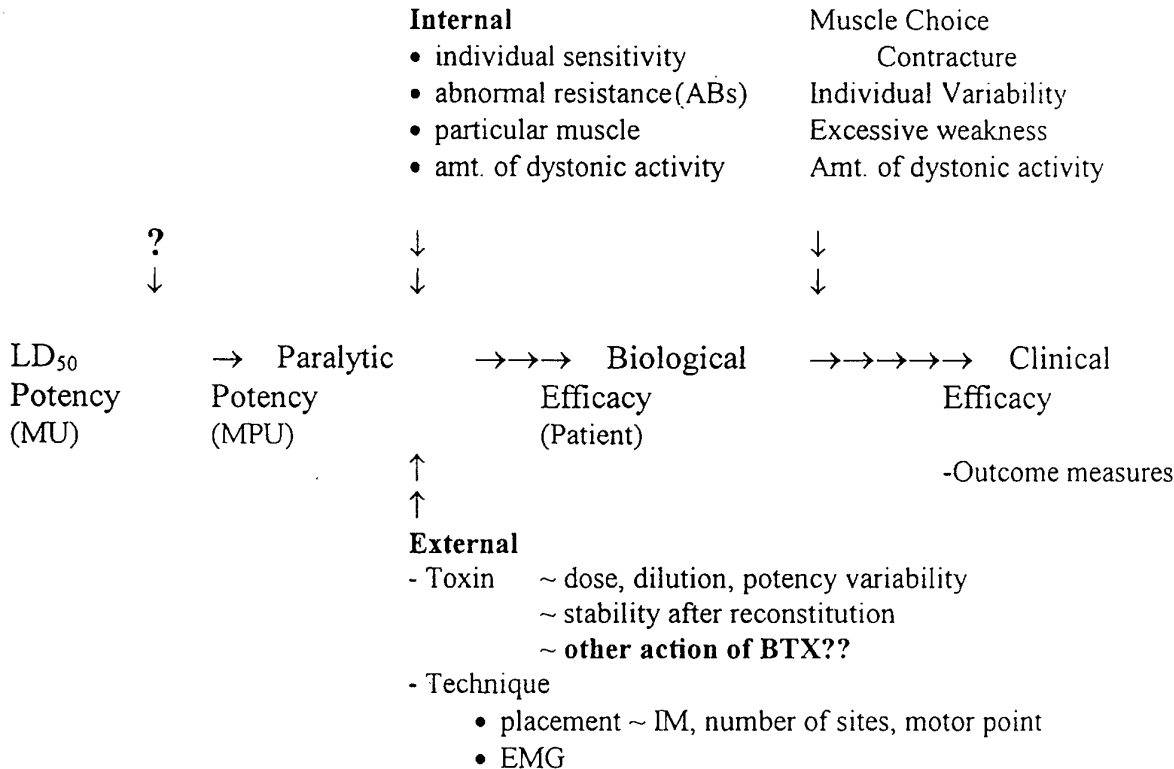 Internal
• individual sensitivity
• abnormal resistance(ABs)
• particular muscle
• amt. of dystonic activity
Muscle Choice
Contracture
Individual Variability
Excessive weakness
Amt. of dystonic activity
? ↓ ↓
↓ ↓ ↓
LD₅₀ → Paralytic →→→ Biological →→→→→ Clinical
Potency Potency Efficacy Efficacy
(MU) (MPU) (Patient)
↑ -Outcome measures
↑
External
- Toxin ~ dose, dilution, potency variability
~ stability after reconstitution
~ other action of BTX??
- Technique
• placement ~ IM, number of sites, motor point
• EMG